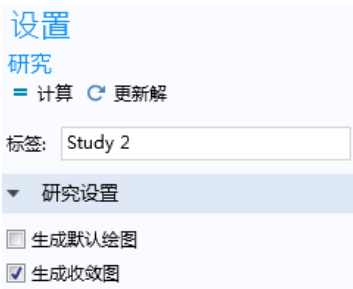 设置
研究
= 计算 更新解
标签: Study 2
研究设置
生成默认绘图
生成收敛图